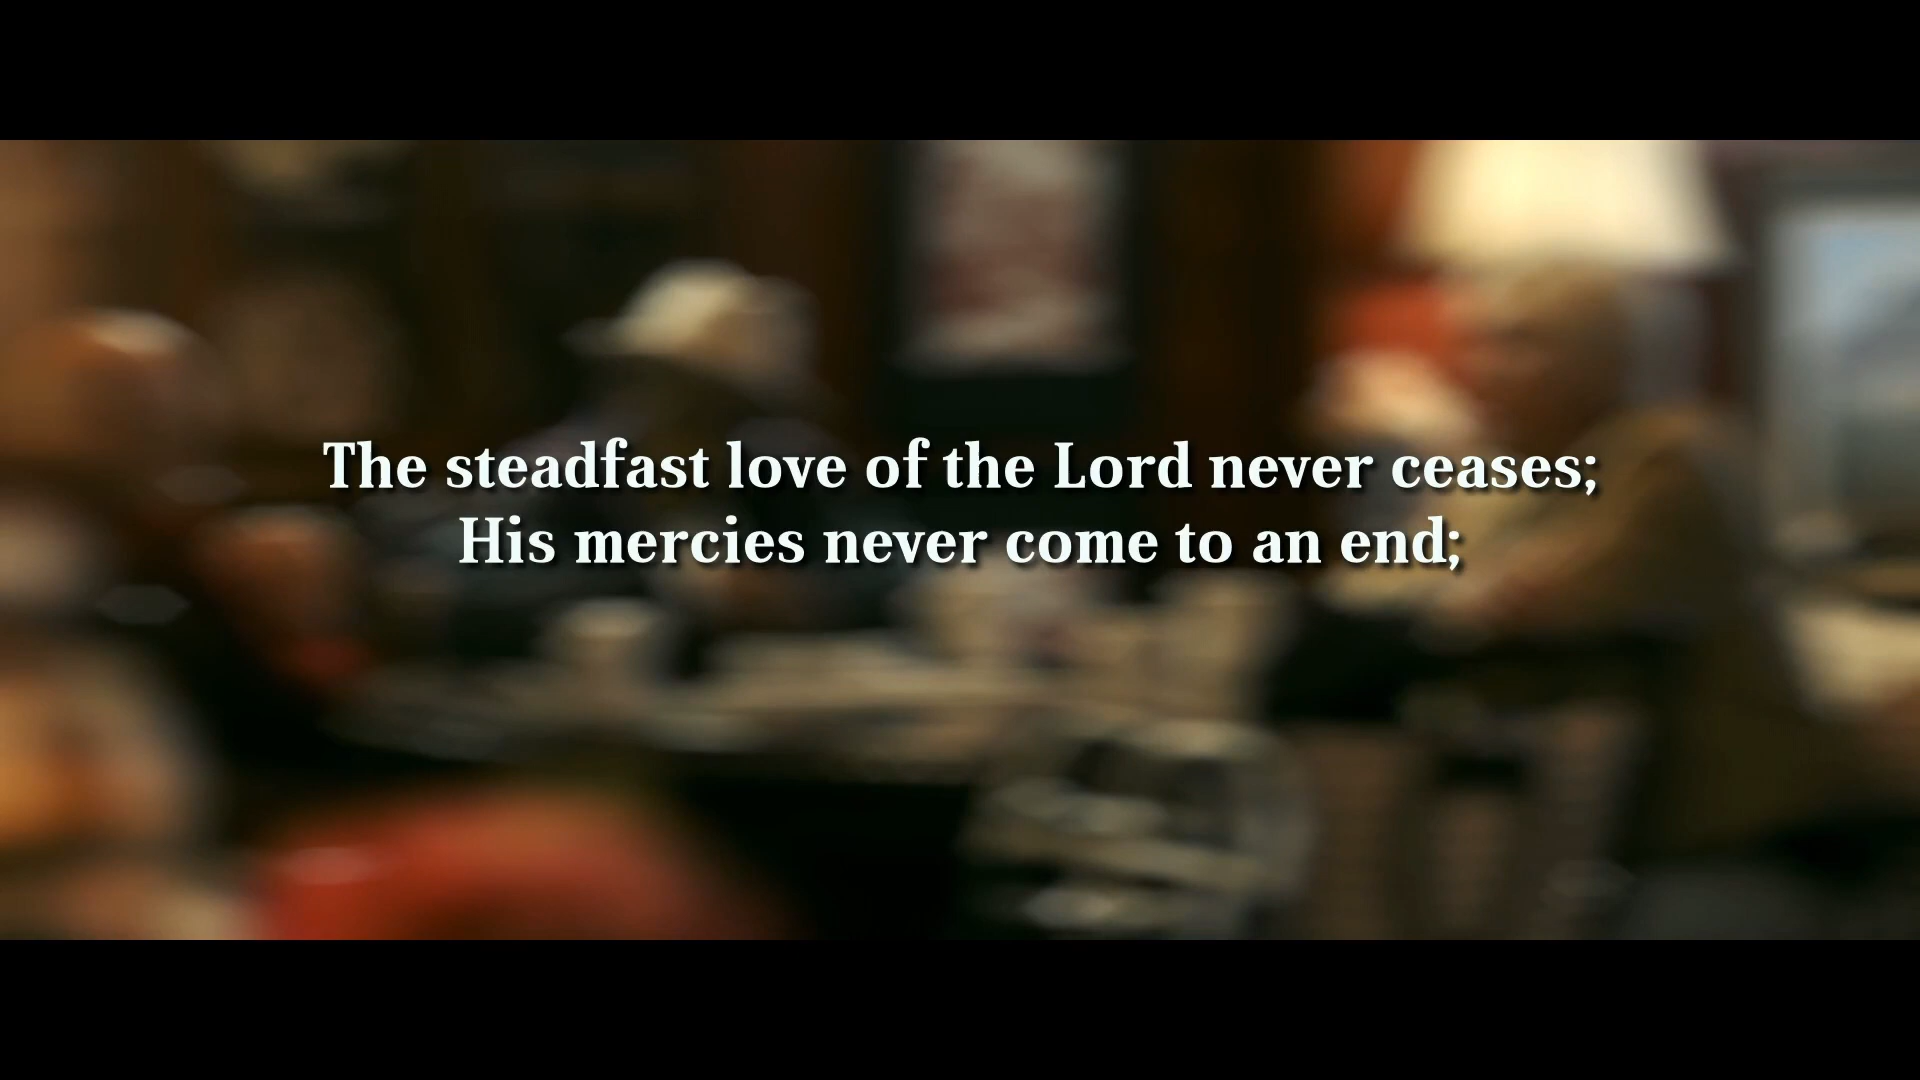 The steadfast love of the Lord never ceases;
His mercies never come to an end;